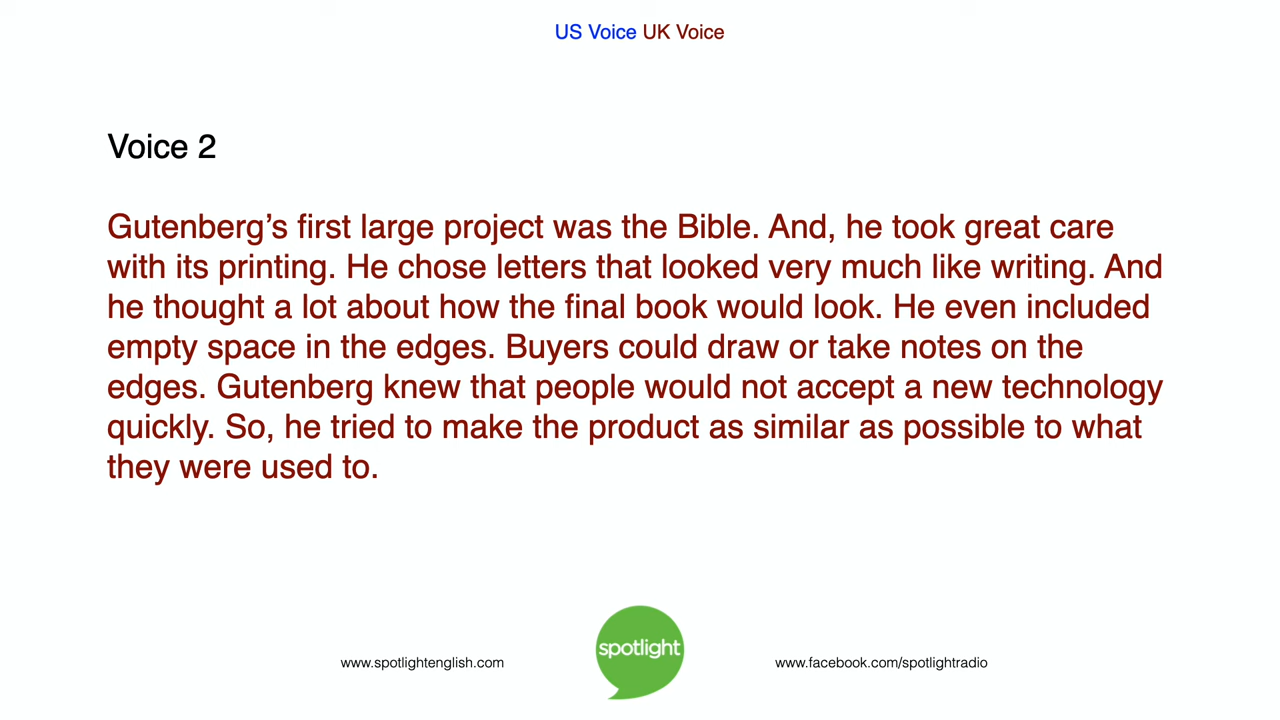 US Voice UK Voice
Voice 2
Gutenberg’s first large project was the Bible. And, he took great care
with its printing. He chose letters that looked very much like writing. And
he thought a lot about how the final book would look. He even included
empty space in the edges. Buyers could draw or take notes on the
edges. Gutenberg knew that people would not accept a new technology
quickly. So, he tried to make the product as similar as possible to what
they were used to.
www.spotlightenglish.com
spotlight
www.facebook.com/spotlightradio